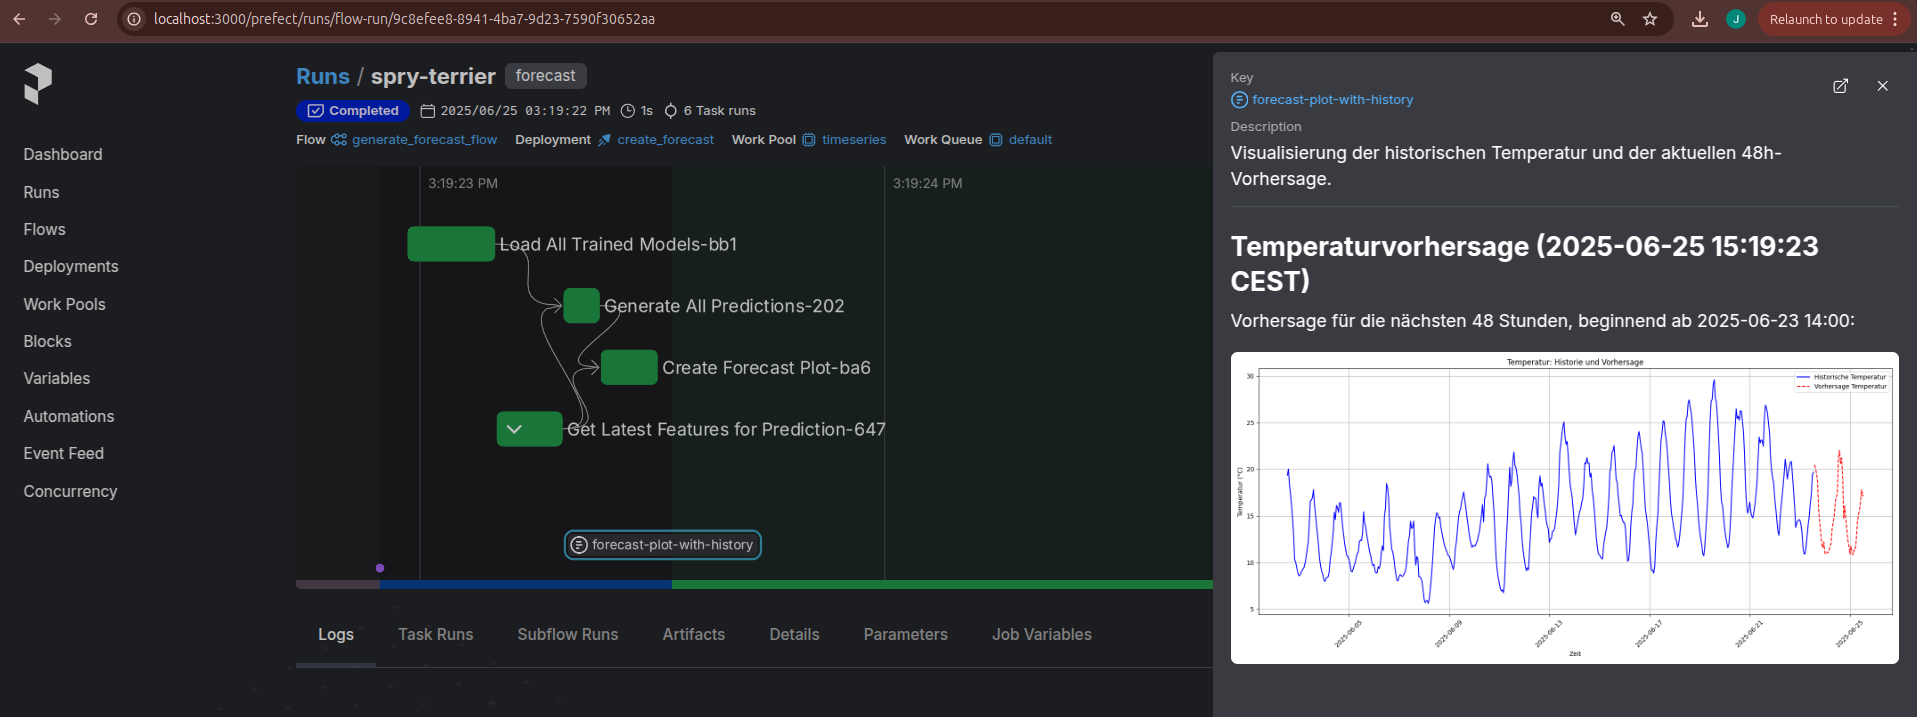 localhost:3000/prefect/runs/flow-run/9c8efee8-8941-4ba7-9d23-7590f30652aa
J
Relaunch to update
Dashboard
Runs
Flows
Deployments
Work Pools
Blocks
Variables
Automations
Event Feed
Concurrency
Runs / spry-terrier forecast
Completed 2025/06/25 03:19:22 PM 1s 6 Task runs
Flow generate_forecast_flow Deployment create_forecast Work Pool timeseries Work Queue default
3:19:23 PM 3:19:24 PM
Load All Trained Models-bb1
Generate All Predictions-202
Create Forecast Plot-ba6
Get Latest Features for Prediction-647
forecast-plot-with-history
Logs Task Runs Subflow Runs Artifacts Details Parameters Job Variables
Key
forecast-plot-with-history
Description
Visualisierung der historischen Temperatur und der aktuellen 48h-
Vorhersage.
Temperaturvorhersage (2025-06-25 15:19:23
CEST)
Vorhersage für die nächsten 48 Stunden, beginnend ab 2025-06-23 14:00:
Temperatur: Historie und Vorhersage
Historische Temperatur
Vorhersage Temperatur
Temperatur (°C)
30
25
20
15
10
5
2025-06-05 2025-06-09 2025-06-13 2025-06-17 2025-06-21 2025-06-25
Zeit